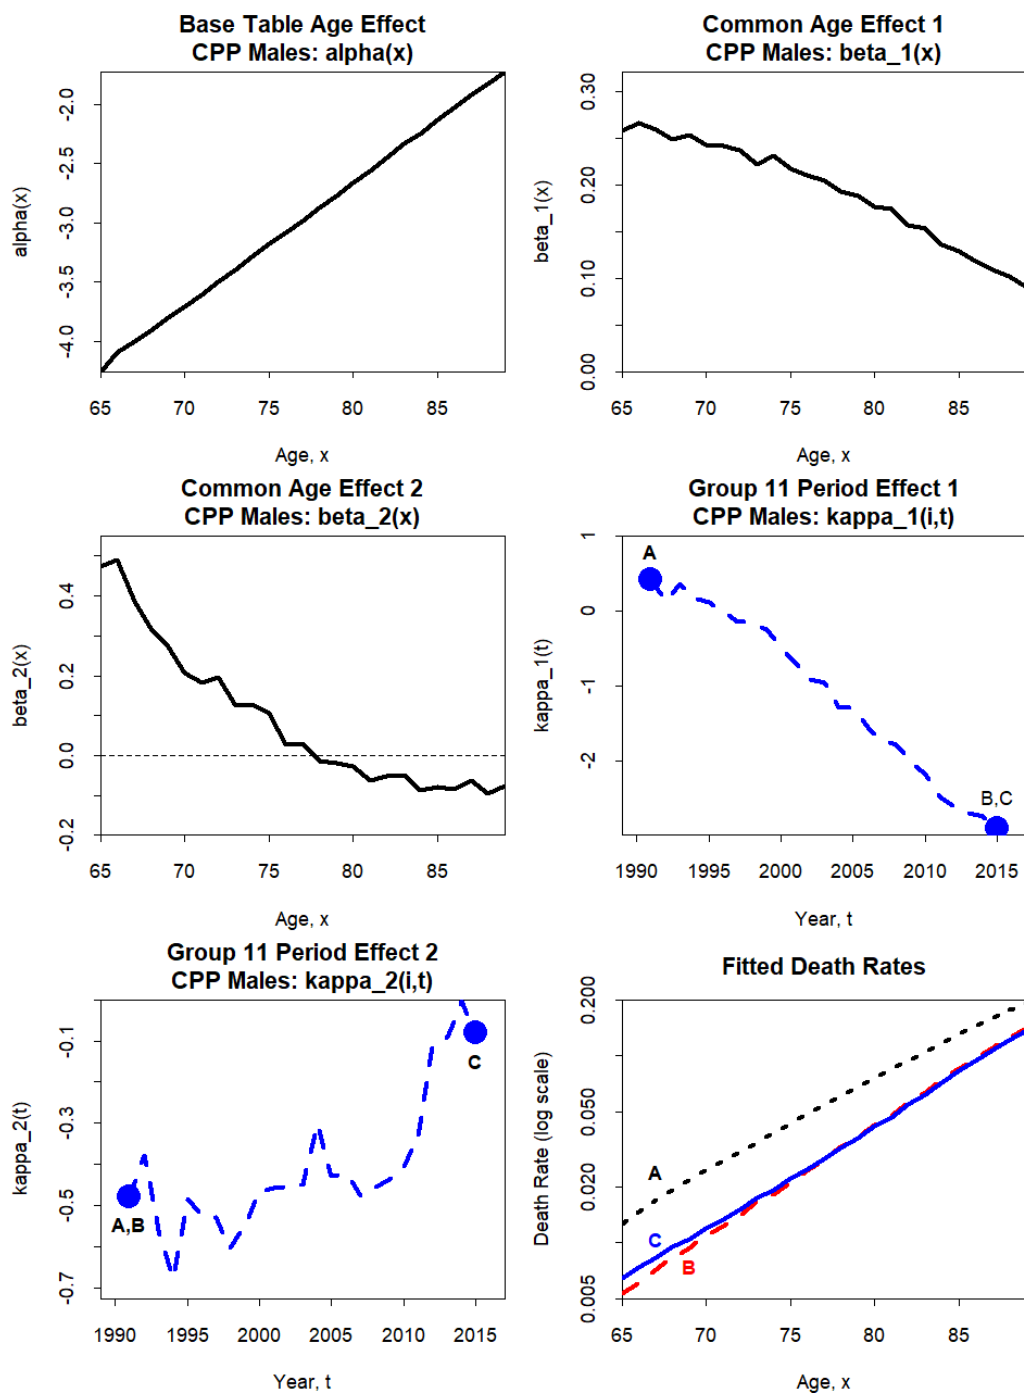 Base Table Age Effect
CPP Males: alpha(x)
alpha(x)
-2.0
-2.5
-3.0
-3.5
-4.0
65 70 75 80 85
Age, x
Common Age Effect 1
CPP Males: beta_1(x)
beta_1(x)
0.30
0.20
0.10
0.00
65 70 75 80 85
Age, x
Common Age Effect 2
CPP Males: beta_2(x)
beta_2(x)
0.4
0.2
0.0
-0.2
65 70 75 80 85
Age, x
Group 11 Period Effect 1
CPP Males: kappa_1(i,t)
kappa_1(t)
1
0
-1
-2
A
B,C
1990 1995 2000 2005 2010 2015
Year, t
Group 11 Period Effect 2
CPP Males: kappa_2(i,t)
kappa_2(t)
-0.1
-0.3
-0.5
-0.7
A,B
C
1990 1995 2000 2005 2010 2015
Year, t
Fitted Death Rates
Death Rate (log scale)
0.200
0.050
0.020
0.005
A
C
B
65 70 75 80 85
Age, x